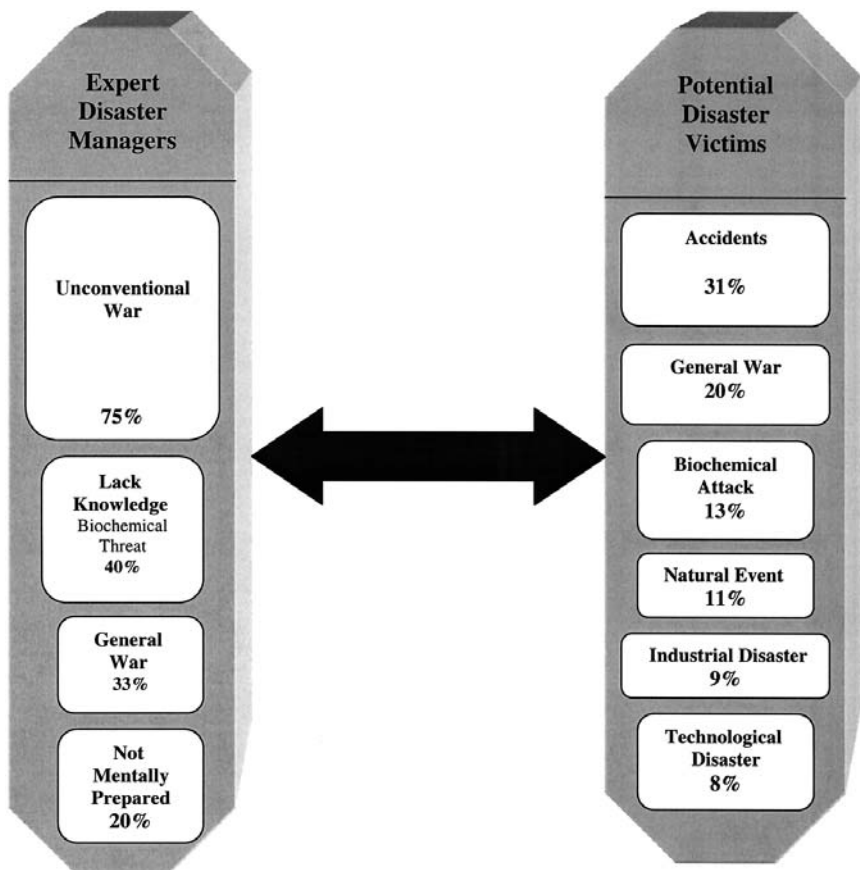 Expert
Disaster
Managers
Unconventional
War
75%
Lack
Knowledge
Biochemical
Threat
40%
General
War
33%
Not
Mentally
Prepared
20%
Potential
Disaster
Victims
Accidents
31%
General War
20%
Biochemical
Attack
13%
Natural Event
11%
Industrial Disaster
9%
Technological
Disaster
8%